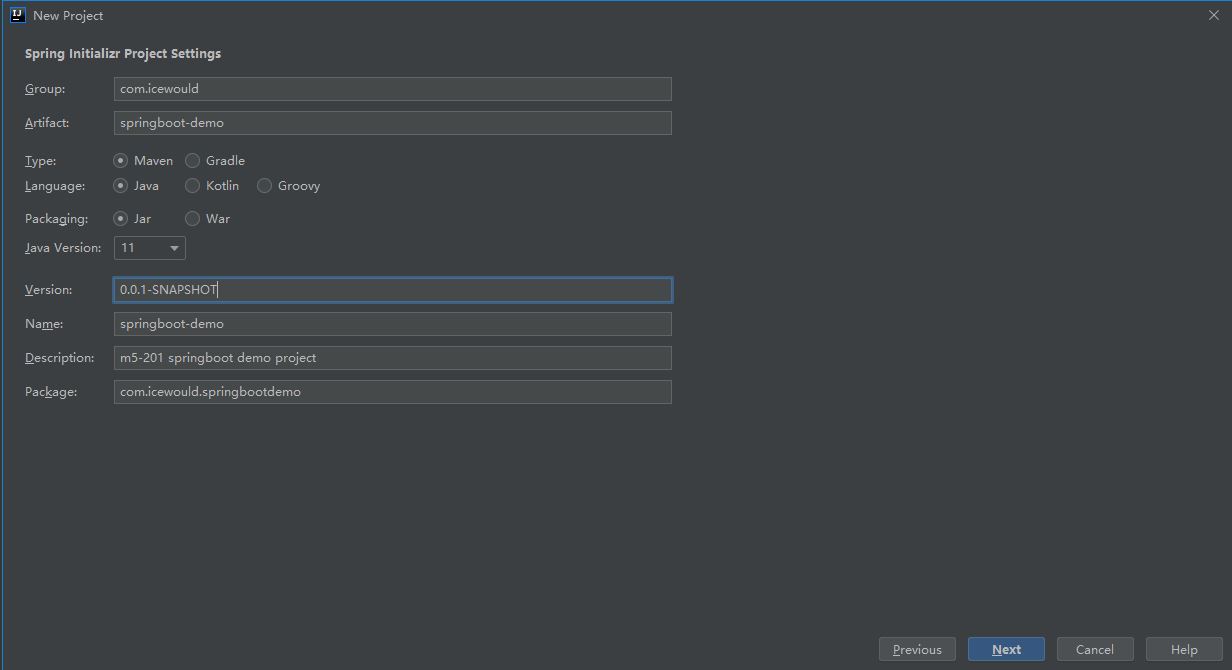 IJ New Project
Spring Initializr Project Settings
Group: com.icewould
Artifact: springboot-demo
Type: Maven Gradle
Language: Java Kotlin Groovy
Packaging: Jar War
Java Version: 11
Version: 0.0.1-SNAPSHOT
Name: springboot-demo
Description: m5-201 springboot demo project
Package: com.icewould.springbootdemo
Previous Next Cancel Help